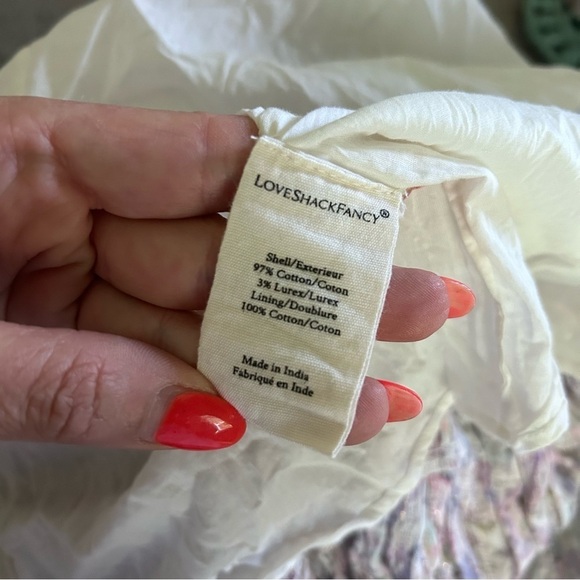 LOVESHACKFANCY®
Shell/Exterieur
97% Cotton/Coton
3% Lurex/Lurex
Lining/Doublure
100% Cotton/Coton
Made in India
Fabriqué en Inde